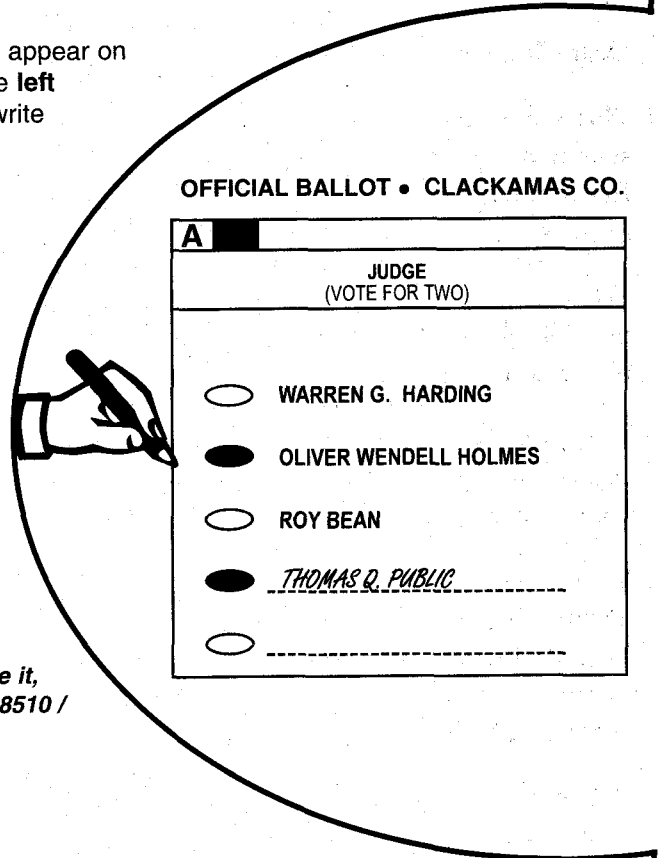 appear on
e left
write
OFFICIAL BALLOT • CLACKAMAS CO.
A
JUDGE
(VOTE FOR TWO)
WARREN G. HARDING
OLIVER WENDELL HOLMES
ROY BEAN
THOMAS Q. PUBLIC
e it,
8510 /